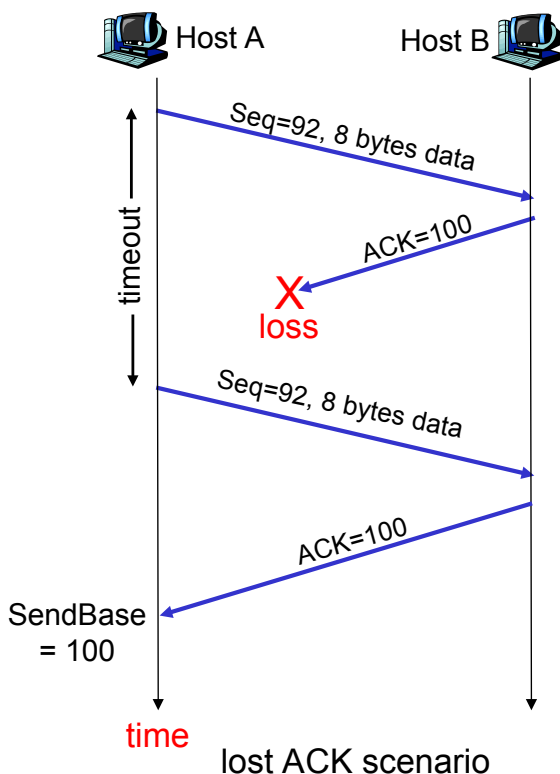 Host A
Host B
Seq=92, 8 bytes data
ACK=100
timeout
X
loss
Seq=92, 8 bytes data
ACK=100
SendBase
= 100
time
lost ACK scenario